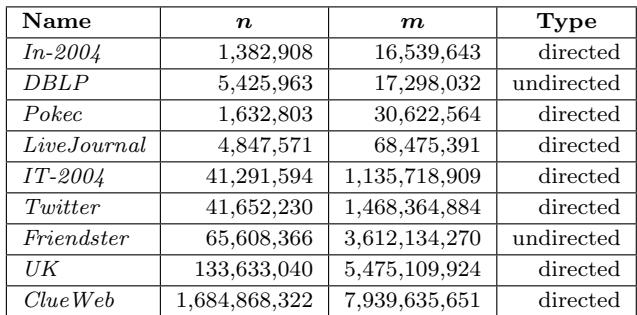 Name n m Type
In-2004 1,382,908 16,539,643 directed
DBLP 5,425,963 17,298,032 undirected
Pokec 1,632,803 30,622,564 directed
LiveJournal 4,847,571 68,475,391 directed
IT-2004 41,291,594 1,135,718,909 directed
Twitter 41,652,230 1,468,364,884 directed
Friendster 65,608,366 3,612,134,270 undirected
UK 133,633,040 5,475,109,924 directed
ClueWeb 1,684,868,322 7,939,635,651 directed